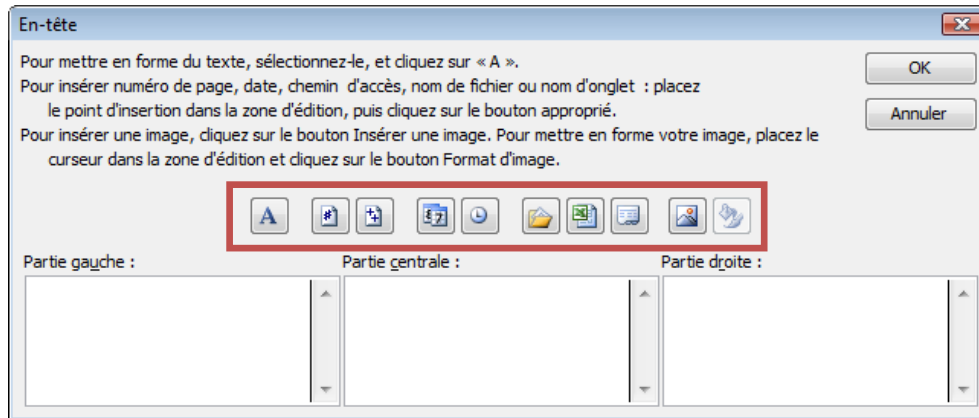 En-tête
Pour mettre en forme du texte, sélectionnez-le, et cliquez sur « A ».
Pour insérer numéro de page, date, chemin d'accès, nom de fichier ou nom d'onglet : placez
le point d'insertion dans la zone d'édition, puis cliquez sur le bouton approprié.
Pour insérer une image, cliquez sur le bouton Insérer une image. Pour mettre en forme votre image, placez le
curseur dans la zone d'édition et cliquez sur le bouton Format d'image.
OK
Annuler
A
Partie gauche :
Partie centrale :
Partie droite :